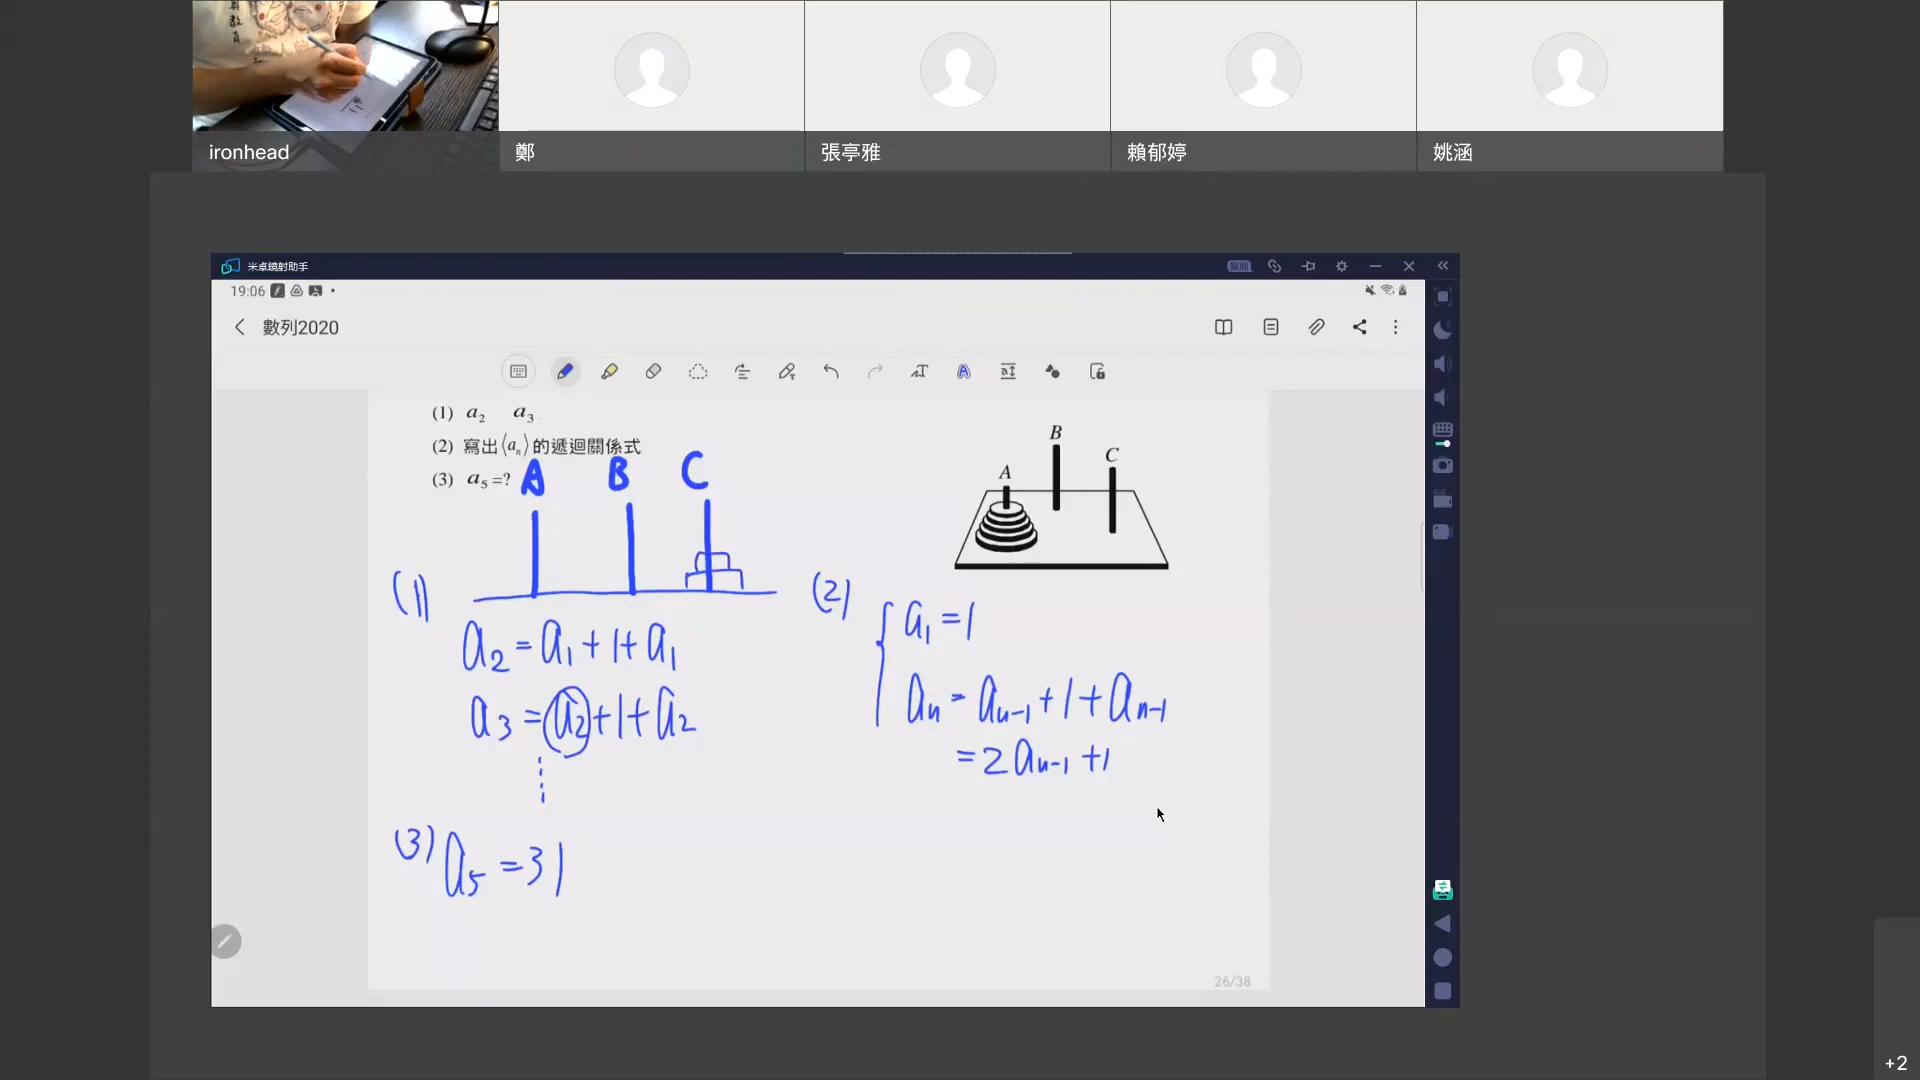 ironhead
鄭
張亭雅
賴郁婷
姚涵
米卓鏡射助手
19:06
數列2020
(1) a₂ a₃
(2) 寫出⟨aₙ⟩的遞迴關係式
(3) a₅=?
A B C
B
C
A
(1)
a₂ = a₁ + 1 + a₁
a₃ = a₂ + 1 + a₂
(2)
a₁ = 1
aₙ = aₙ₋₁ + 1 + aₙ₋₁
= 2aₙ₋₁ + 1
(3) a₅ = 31
26/38
+2